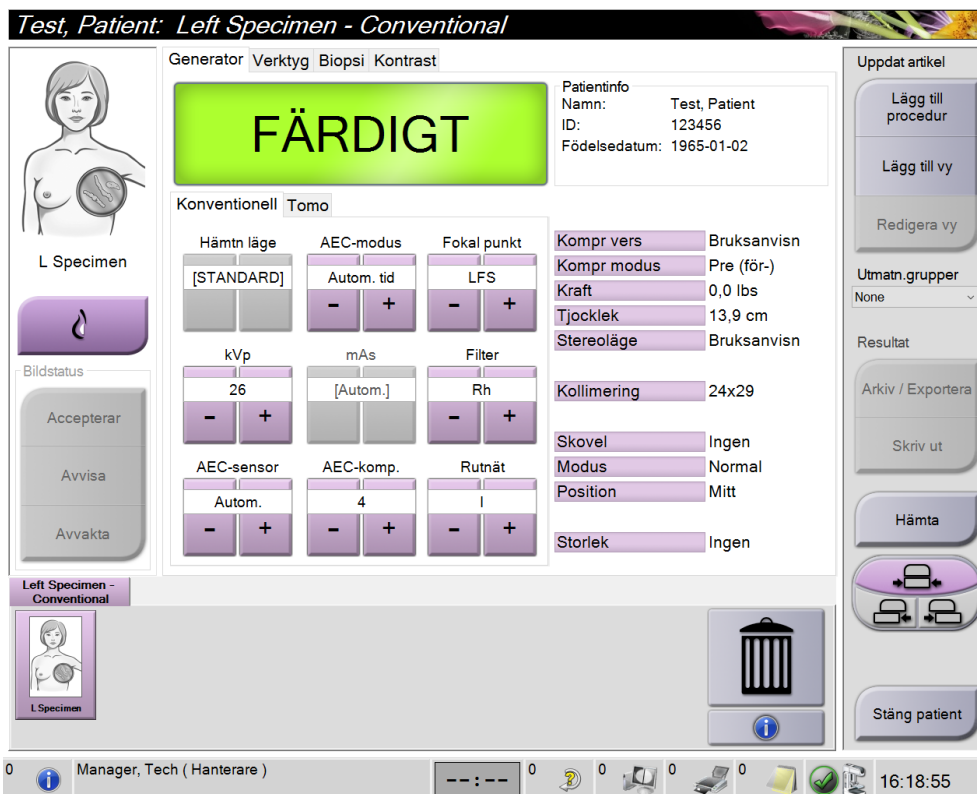 Test, Patient: Left Specimen - Conventional
L Specimen
Bildstatus
Accepterar
Avvisa
Avvakta
Generator Verktyg Biopsi Kontrast
FÄRDIGT
Patientinfo
Namn: Test, Patient
ID: 123456
Födelsedatum: 1965-01-02
Konventionell Tomo
Hämtn läge AEC-modus Fokal punkt
[STANDARD] Autom. tid LFS
- + - +
kVp mAs Filter
26 [Autom.] Rh
- + - +
AEC-sensor AEC-komp. Rutnät
Autom. 4 I
- + - + - +
Kompr vers Bruksanvisn
Kompr modus Pre (för-)
Kraft 0,0 lbs
Tjocklek 13,9 cm
Stereoläge Bruksanvisn
Kollimering 24x29
Skovel Ingen
Modus Normal
Position Mitt
Storlek Ingen
Uppdat artikel
Lägg till
procedur
Lägg till vy
Redigera vy
Utmatn.grupper
None
Resultat
Arkiv / Exportera
Skriv ut
Hämta
Stäng patient
Left Specimen -
Conventional
L Specimen
0 Manager, Tech ( Hanterare ) --:-- 0 0 0 0 16:18:55